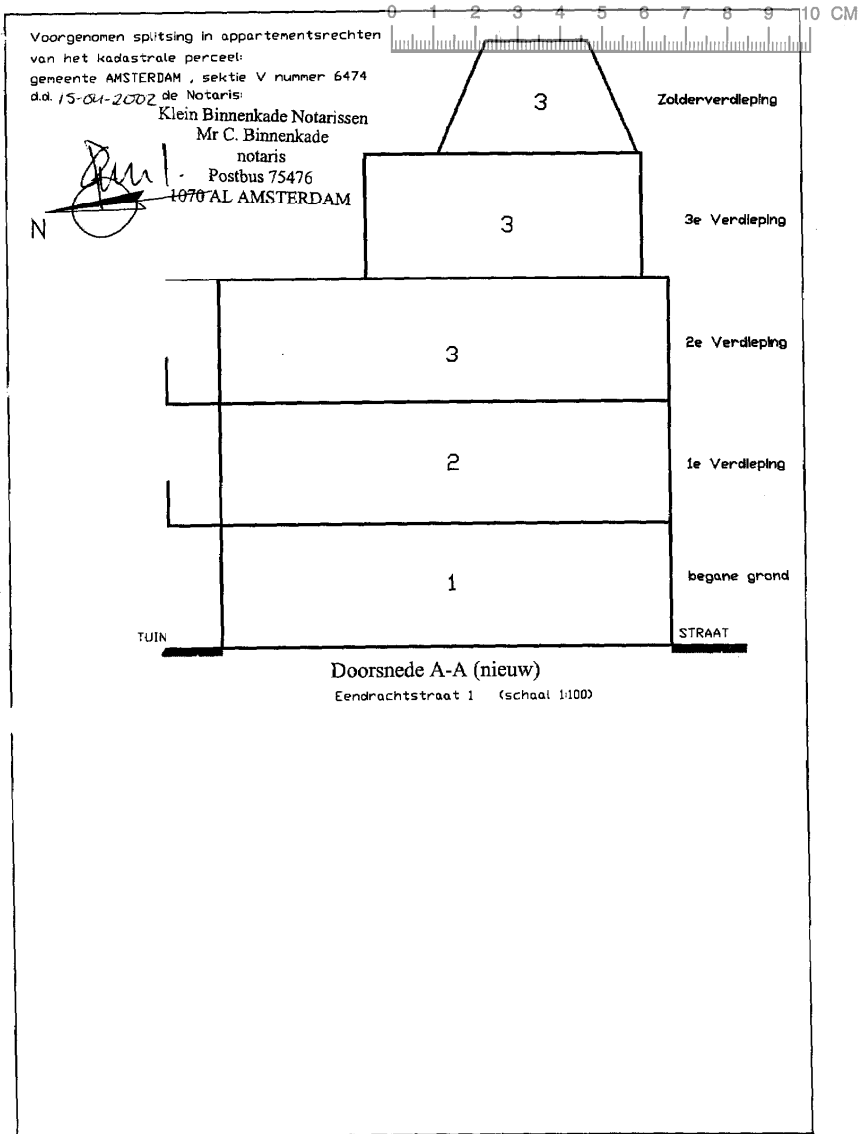 0 1 2 3 4 5 6 7 8 9 10 CM
Voorgenomen splitsing in appartementsrechten
van het kadastrale perceel:
gemeente AMSTERDAM , sektie V nummer 6474
d.d. 15-04-2002 de Notaris:
Klein Binnenkade Notarissen
Mr C. Binnenkade
notaris
Postbus 75476
1070 AL AMSTERDAM
N
3 Zolderverdieping
3 3e Verdieping
3 2e Verdieping
2 1e Verdieping
1 begane grond
TUIN STRAAT
Doorsnede A-A (nieuw)
Eendrachtstraat 1 (schaal 1:100)